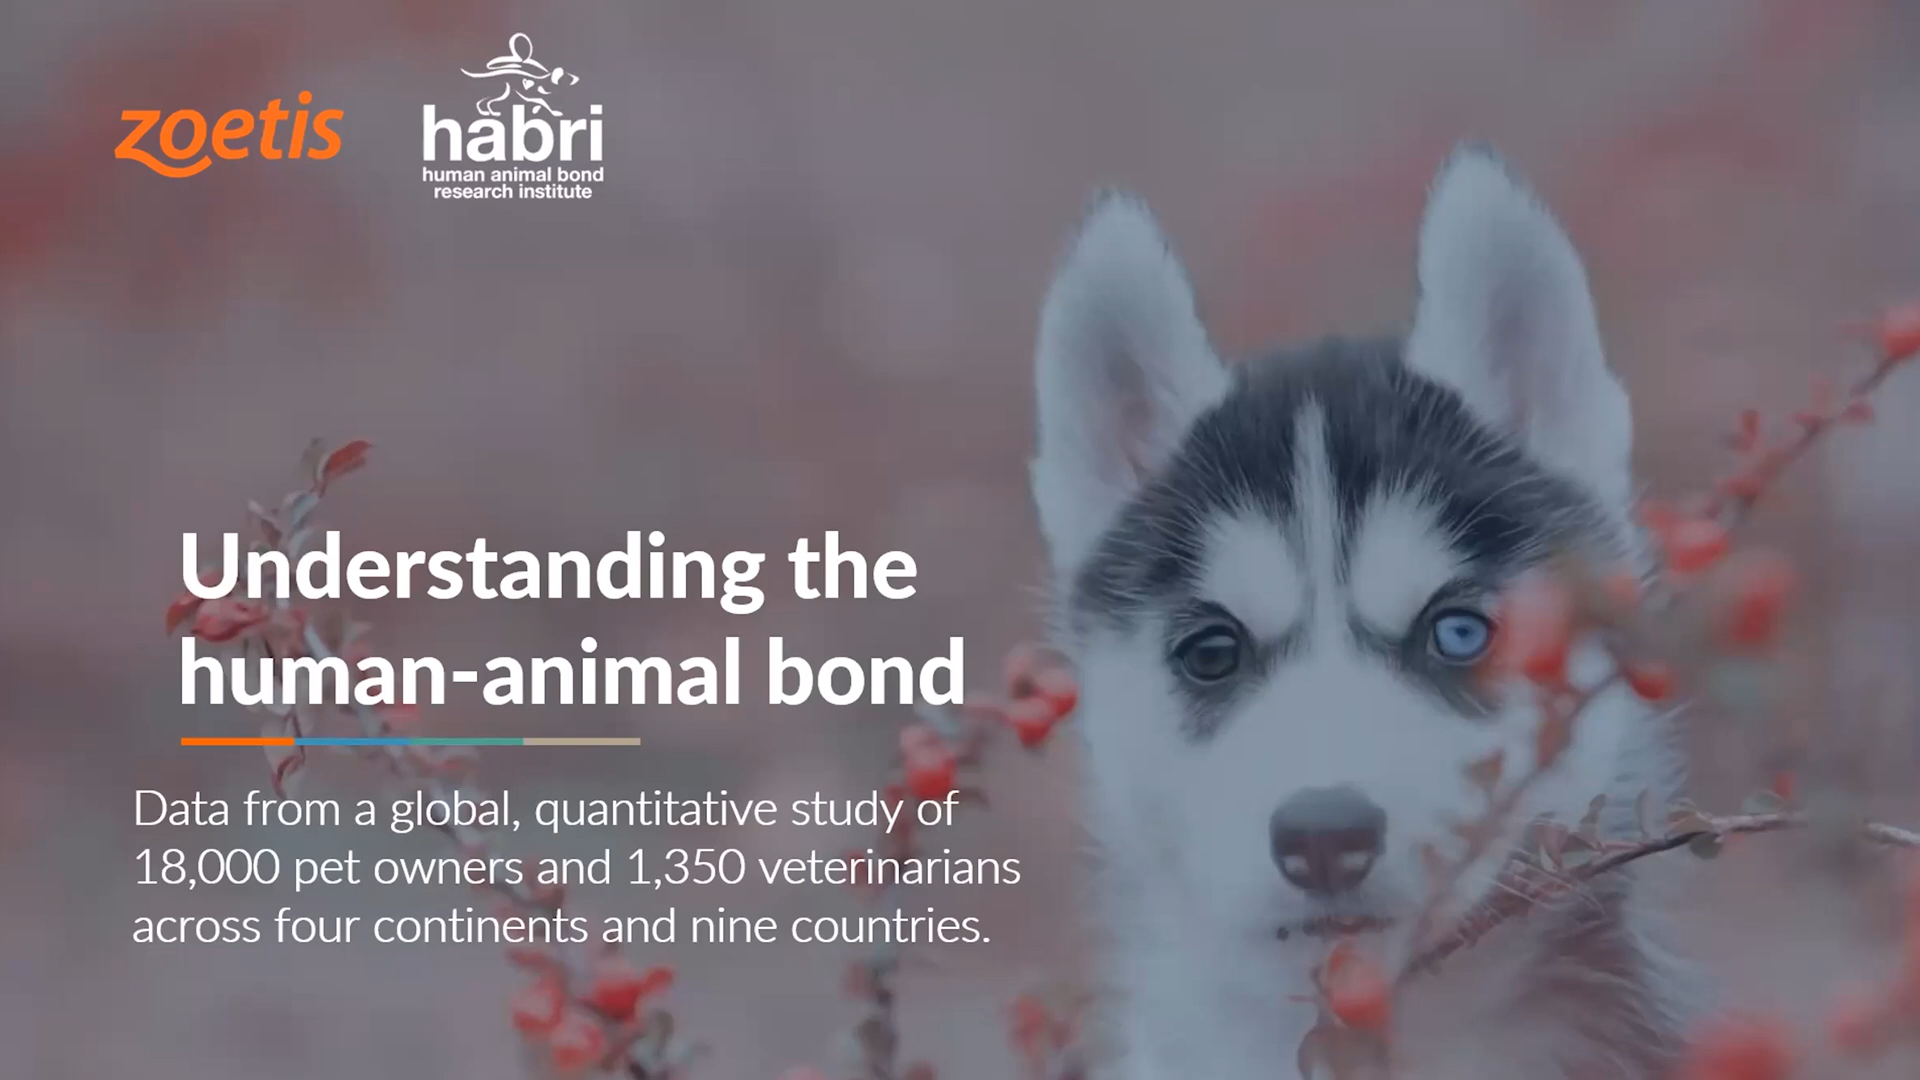 zoetis
habri
human animal bond
research institute
Understanding the
human-animal bond
Data from a global, quantitative study of
18,000 pet owners and 1,350 veterinarians
across four continents and nine countries.